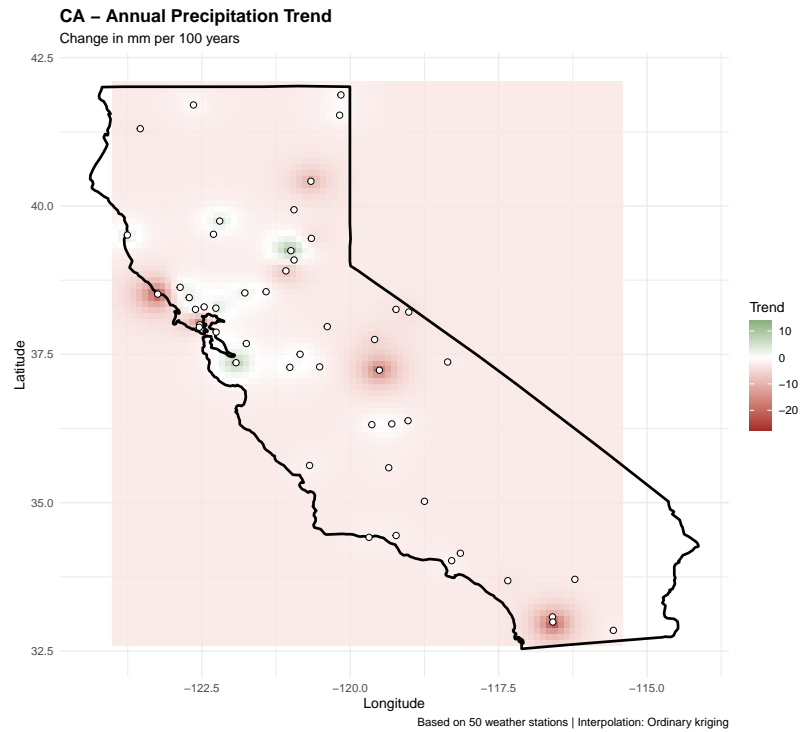 CA − Annual Precipitation Trend
Change in mm per 100 years
42.5
40.0
37.5
35.0
32.5
Latitude
−122.5
−120.0
−117.5
−115.0
Longitude
Trend
10
0
−10
−20
Based on 50 weather stations | Interpolation: Ordinary kriging